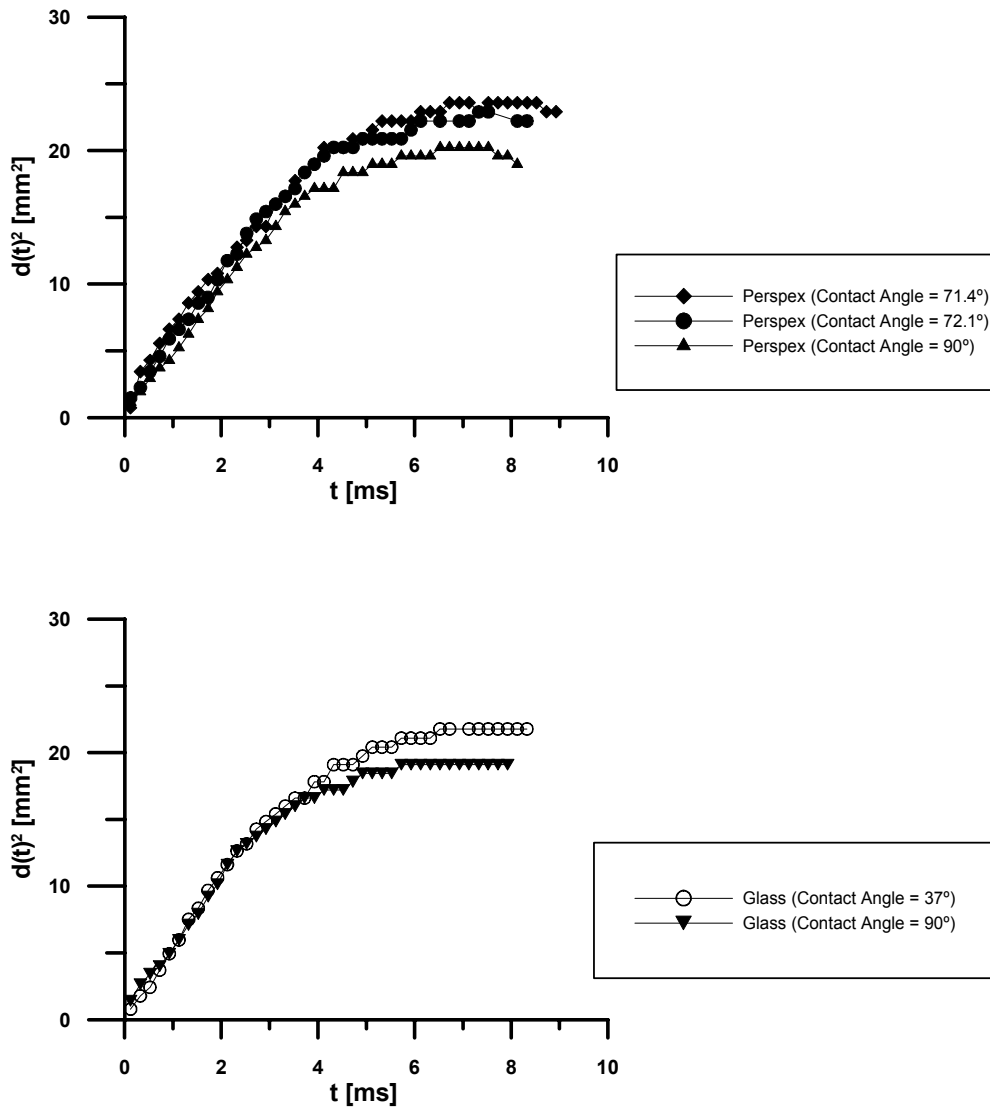 30
20
10
0
d(t)² [mm²]
0 2 4 6 8 10
t [ms]
Perspex (Contact Angle = 71.4º)
Perspex (Contact Angle = 72.1º)
Perspex (Contact Angle = 90º)
30
20
10
0
d(t)² [mm²]
0 2 4 6 8 10
t [ms]
Glass (Contact Angle = 37º)
Glass (Contact Angle = 90º)